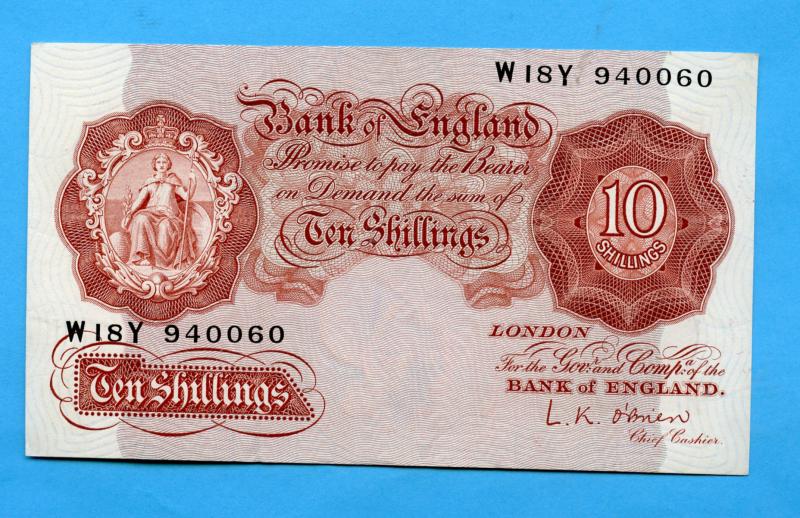 W18Y 940060
Bank of England
Promise to pay the Bearer
on Demand the sum of
Ten Shillings
10
SHILLINGS
W18Y 940060
Ten Shillings
LONDON
For the Govr. and Compa. of the
BANK of ENGLAND.
L.K. O'Brien
Chief Cashier.